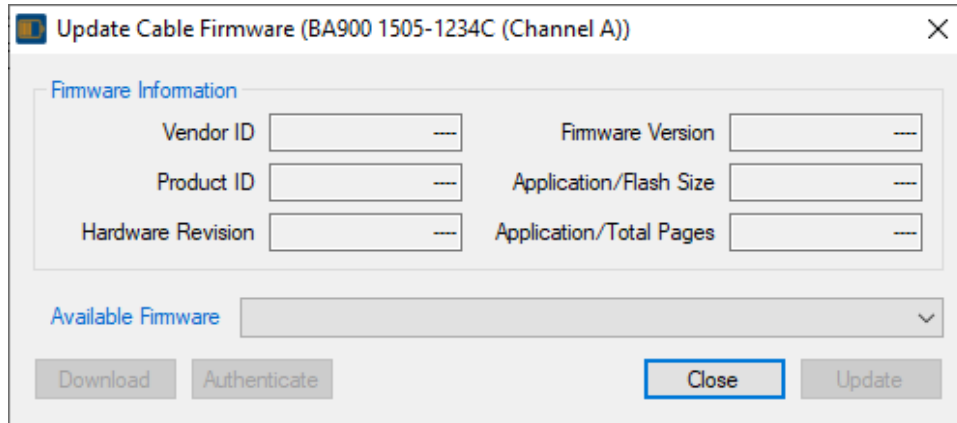 Update Cable Firmware (BA900 1505-1234C (Channel A))
Firmware Information
Vendor ID ---- Firmware Version ----
Product ID ---- Application/Flash Size ----
Hardware Revision ---- Application/Total Pages ----
Available Firmware
Download Authenticate Close Update